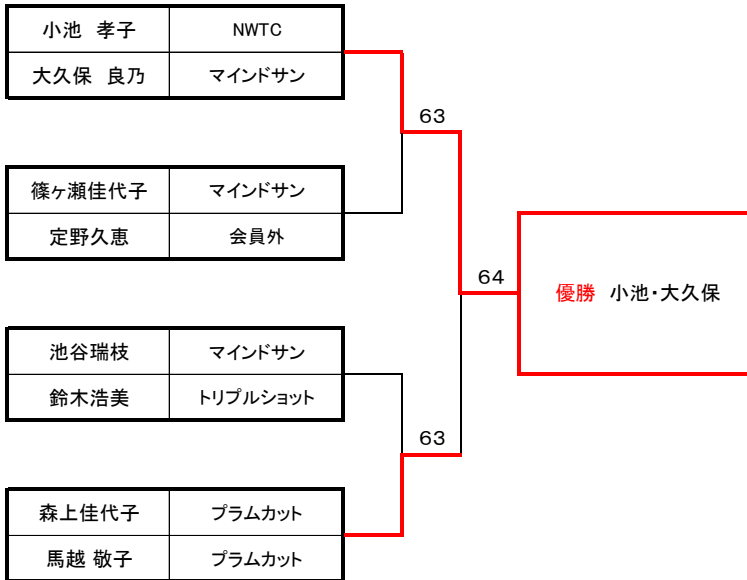 小池　孝子 NWTC
大久保　良乃 マインドサン
63
篠ヶ瀬佳代子 マインドサン
定野久恵 会員外
64
優勝 小池・大久保
池谷瑞枝 マインドサン
鈴木浩美 トリプルショット
63
森上佳代子 プラムカット
馬越 敬子 プラムカット